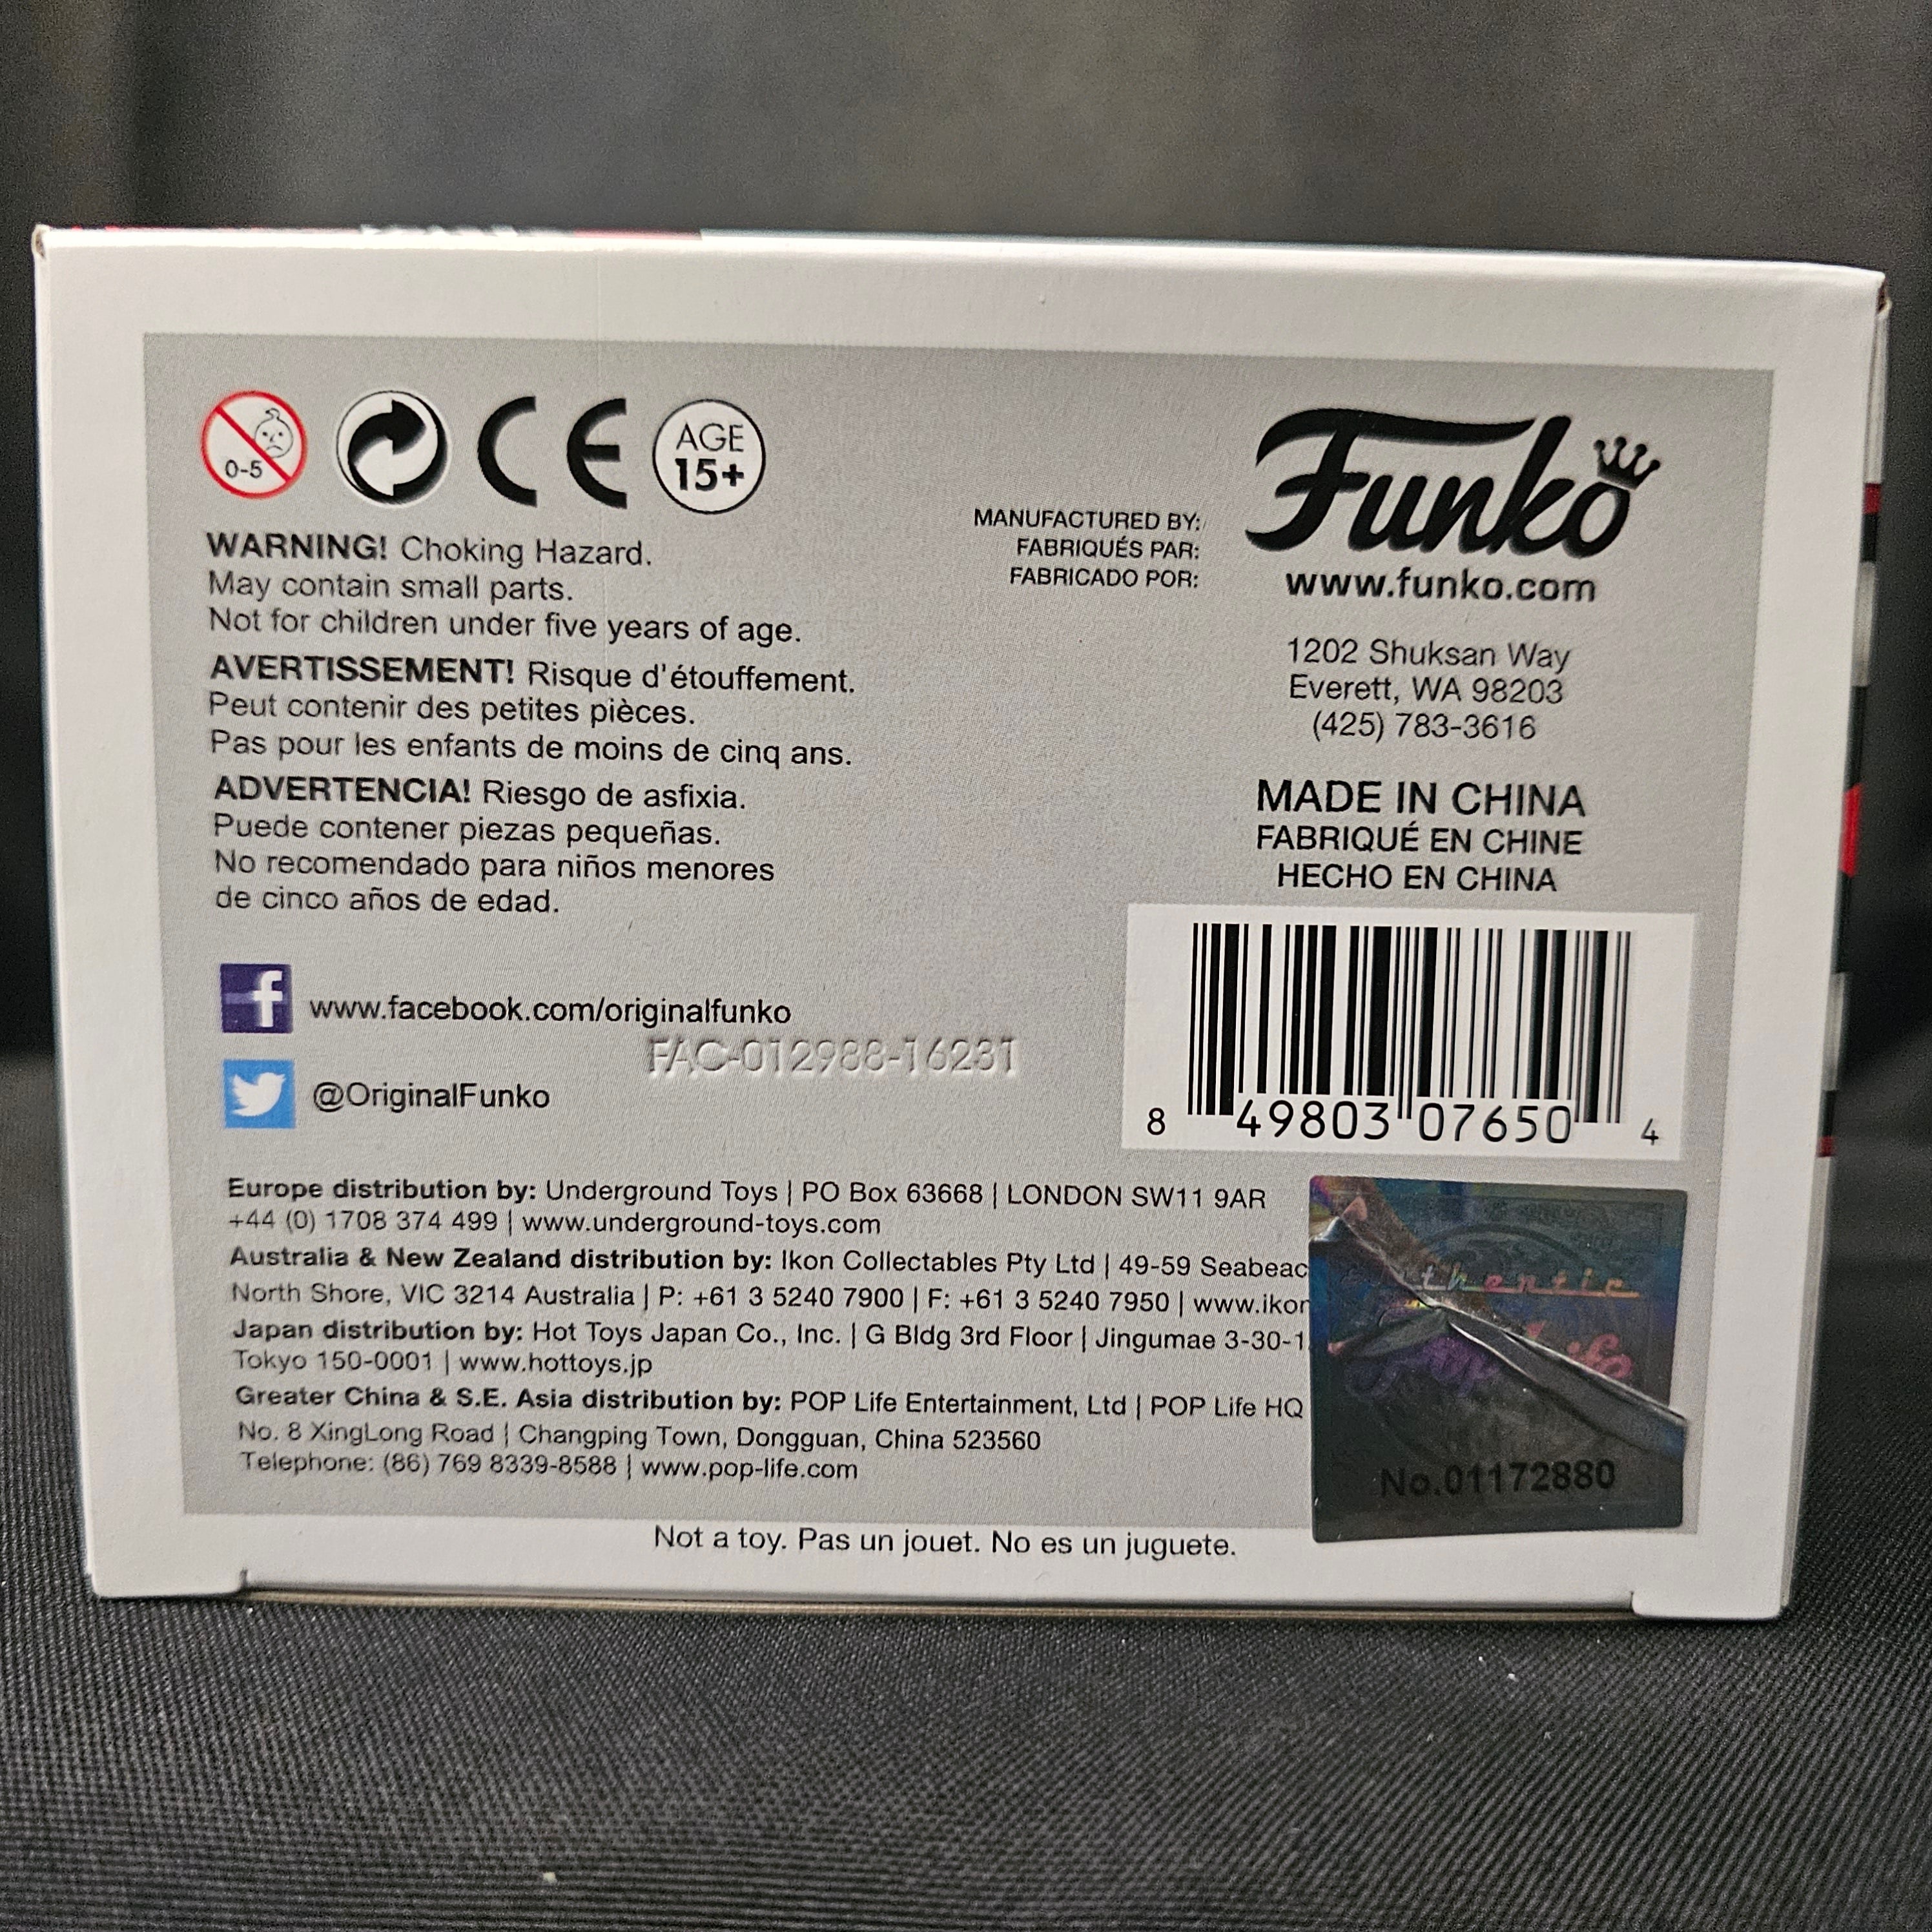 0-5
AGE
15+
WARNING! Choking Hazard.
May contain small parts.
Not for children under five years of age.
AVERTISSEMENT! Risque d'étouffement.
Peut contenir des petites pièces.
Pas pour les enfants de moins de cinq ans.
ADVERTENCIA! Riesgo de asfixia.
Puede contener piezas pequeñas.
No recomendado para niños menores
de cinco años de edad.
MANUFACTURED BY:
FABRIQUÉS PAR:
FABRICADO POR:
Funko
www.funko.com
1202 Shuksan Way
Everett, WA 98203
(425) 783-3616
MADE IN CHINA
FABRIQUÉ EN CHINE
HECHO EN CHINA
f www.facebook.com/originalfunko
FAC-012988-16231
@OriginalFunko
8 49803 07650 4
Europe distribution by: Underground Toys | PO Box 63668 | LONDON SW11 9AR
+44 (0) 1708 374 499 | www.underground-toys.com
Australia & New Zealand distribution by: Ikon Collectables Pty Ltd | 49-59 Seabeac
North Shore, VIC 3214 Australia | P: +61 3 5240 7900 | F: +61 3 5240 7950 | www.ikon
Japan distribution by: Hot Toys Japan Co., Inc. | G Bldg 3rd Floor | Jingumae 3-30-1
Tokyo 150-0001 | www.hottoys.jp
Greater China & S.E. Asia distribution by: POP Life Entertainment, Ltd | POP Life HQ
No. 8 XingLong Road | Changping Town, Dongguan, China 523560
Telephone: (86) 769 8339-8588 | www.pop-life.com
Authentic
No.01172880
Not a toy. Pas un jouet. No es un juguete.